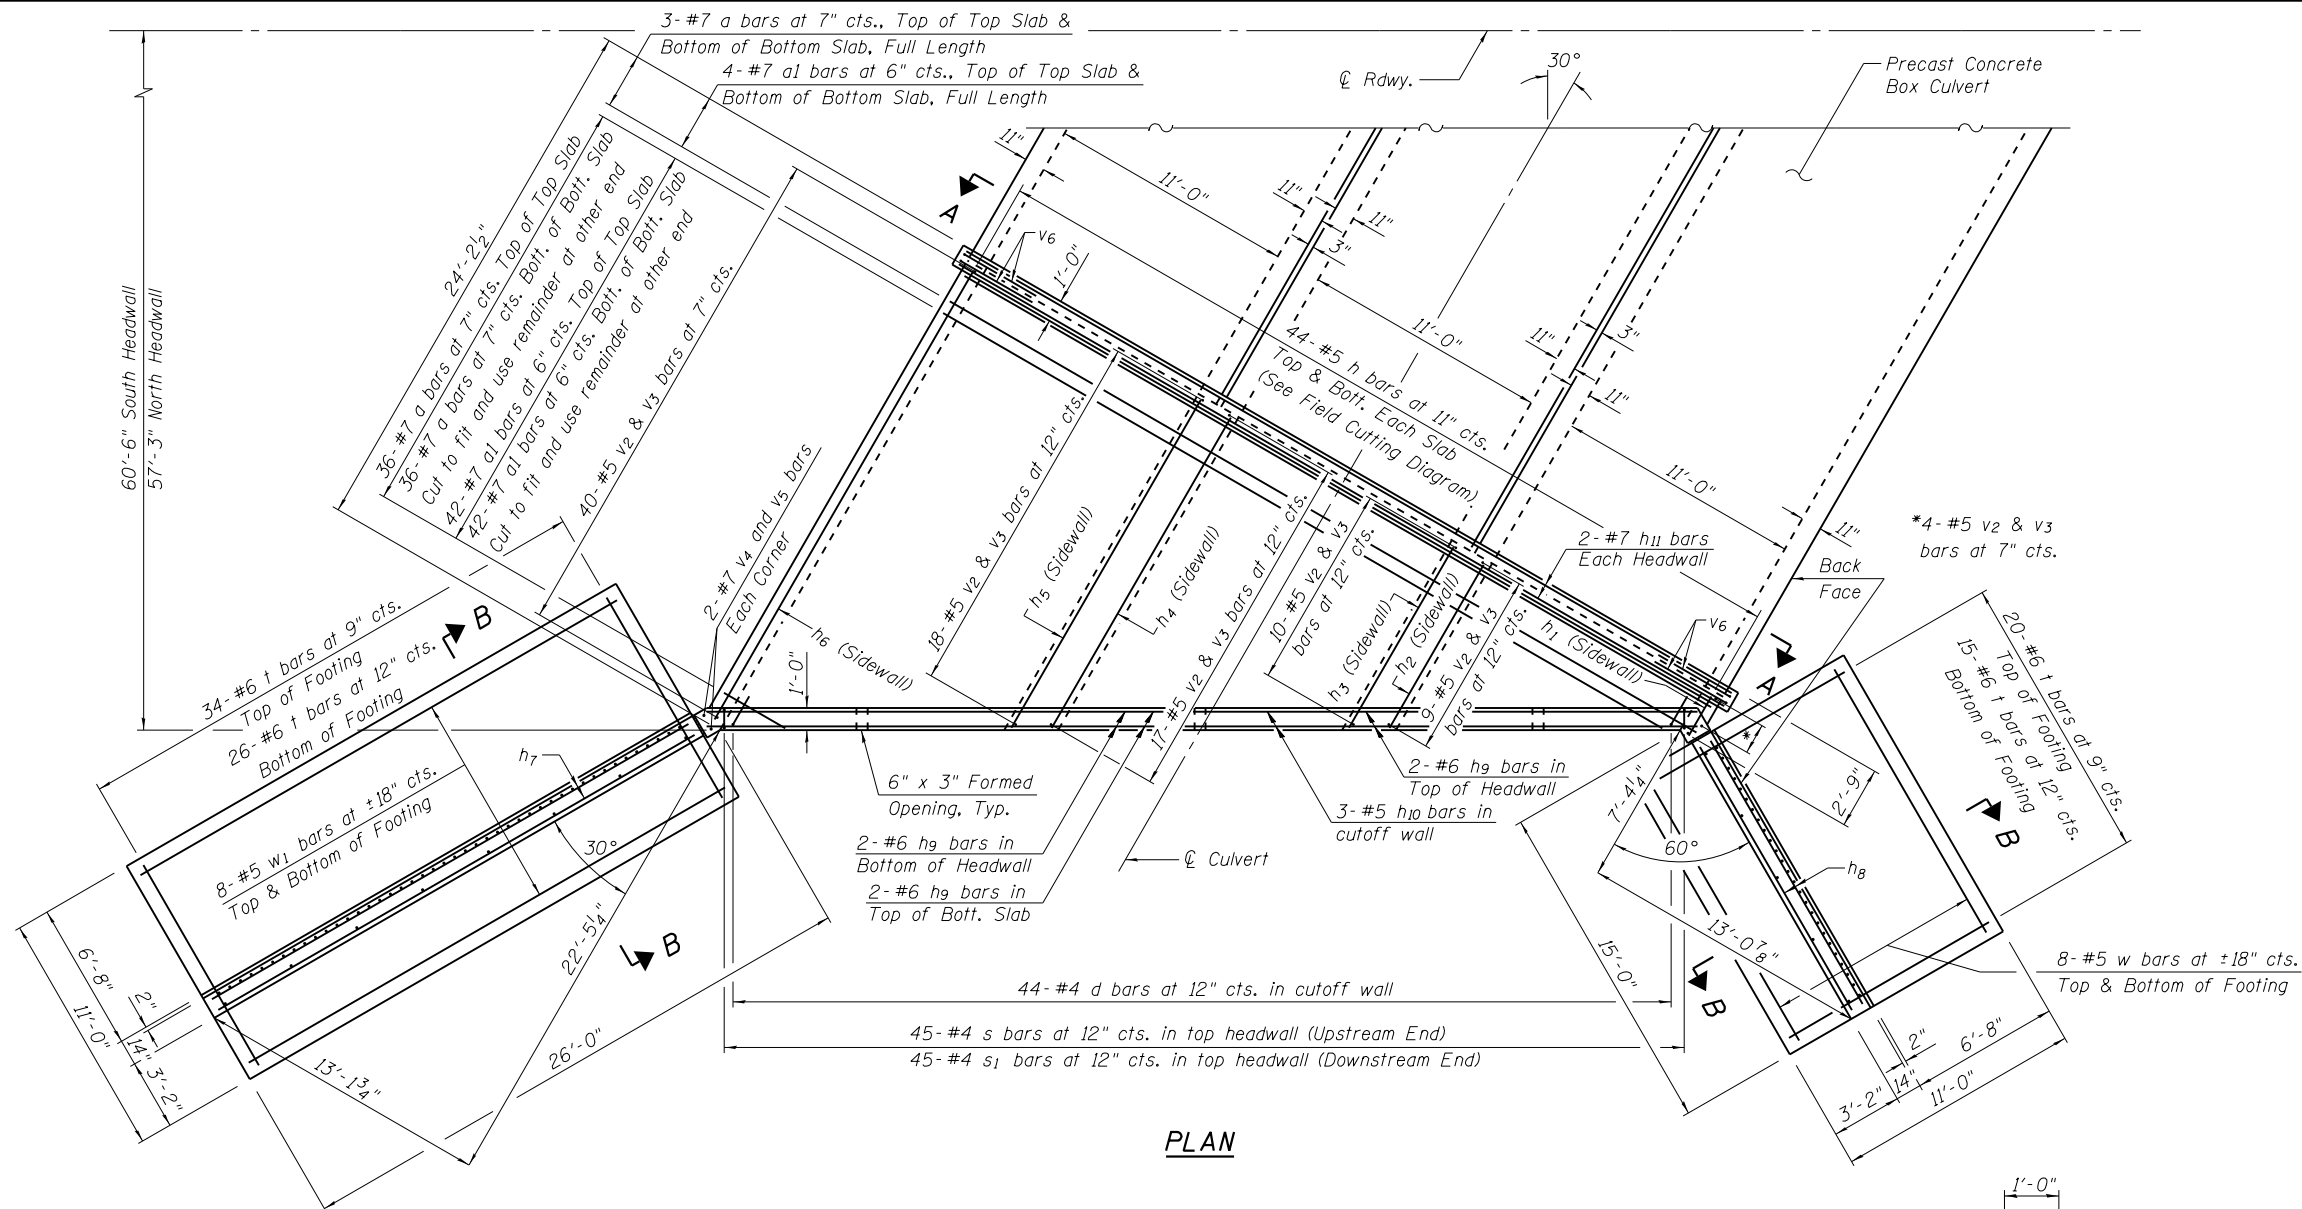 3-#7 a bars at 7" cts., Top of Top Slab &
Bottom of Bottom Slab, Full Length
4-#7 a1 bars at 6" cts., Top of Top Slab &
Bottom of Bottom Slab, Full Length
℄ Rdwy.
30°
Precast Concrete
Box Culvert
60'-6" South Headwall
57'-3" North Headwall
24'-2½"
36-#7 a bars at 7" cts. Top of Top Slab
36-#7 a bars at 7" cts. Bott. of Bott. Slab
Cut to fit and use remainder at other end
42-#7 a1 bars at 6" cts. Top of Top Slab
42-#7 a1 bars at 6" cts. Bott. of Bott. Slab
Cut to fit and use remainder at other end
40-#5 v2 & v3 bars at 7" cts.
11"
A
v6
1'-0"
11'-0"
11"
11"
3"
11'-0"
11"
3"
11"
11'-0"
11"
44-#5 h bars at 11" cts.
Top & Bott. Each Slab
(See Field Cutting Diagram)
2-#7 h11 bars
Each Headwall
*4-#5 v2 & v3
bars at 7" cts.
Back
Face
2-#7 v4 and v5 bars
Each Corner
h6 (Sidewall)
1'-0"
18-#5 v2 & v3 bars at 12" cts.
h5 (Sidewall)
h4 (Sidewall)
17-#5 v2 & v3 bars at 12" cts.
10-#5 v2 & v3
bars at 12" cts.
h3 (Sidewall)
h2 (Sidewall)
9-#5 v2 & v3
bars at 12" cts.
h1 (Sidewall)
v6
A
*
34-#6 t bars at 9" cts.
Top of Footing
26-#6 t bars at 12" cts.
Bottom of Footing
B
8-#5 w1 bars at ±18" cts.
Top & Bottom of Footing
h7
30°
22'-5¼"
B
6'-8"
2"
14"
3'-2"
11'-0"
13'-1¾"
26'-0"
6" x 3" Formed
Opening, Typ.
2-#6 h9 bars in
Bottom of Headwall
2-#6 h9 bars in
Top of Bott. Slab
℄ Culvert
2-#6 h9 bars in
Top of Headwall
3-#5 h10 bars in
cutoff wall
7'-4¼"
60°
2'-9"
20-#6 t bars at 9" cts.
Top of Footing
15-#6 t bars at 12" cts.
Bottom of Footing
B
h8
13'-0⅞"
15'-0"
B
8-#5 w bars at ±18" cts.
Top & Bottom of Footing
2"
6'-8"
14"
3'-2"
11'-0"
44-#4 d bars at 12" cts. in cutoff wall
45-#4 s bars at 12" cts. in top headwall (Upstream End)
45-#4 s1 bars at 12" cts. in top headwall (Downstream End)
PLAN
1'-0"